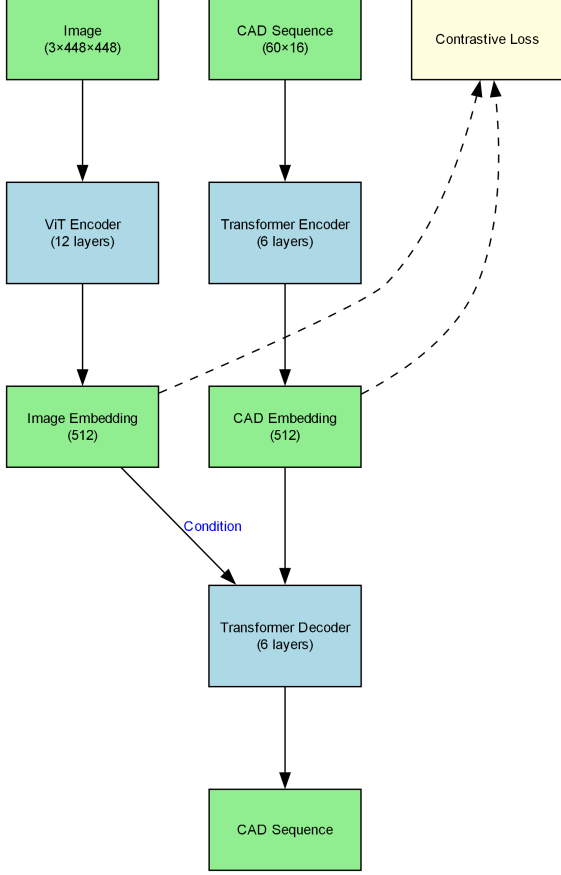 Image
(3×448×448)
CAD Sequence
(60×16)
Contrastive Loss
ViT Encoder
(12 layers)
Transformer Encoder
(6 layers)
Image Embedding
(512)
CAD Embedding
(512)
Condition
Transformer Decoder
(6 layers)
CAD Sequence